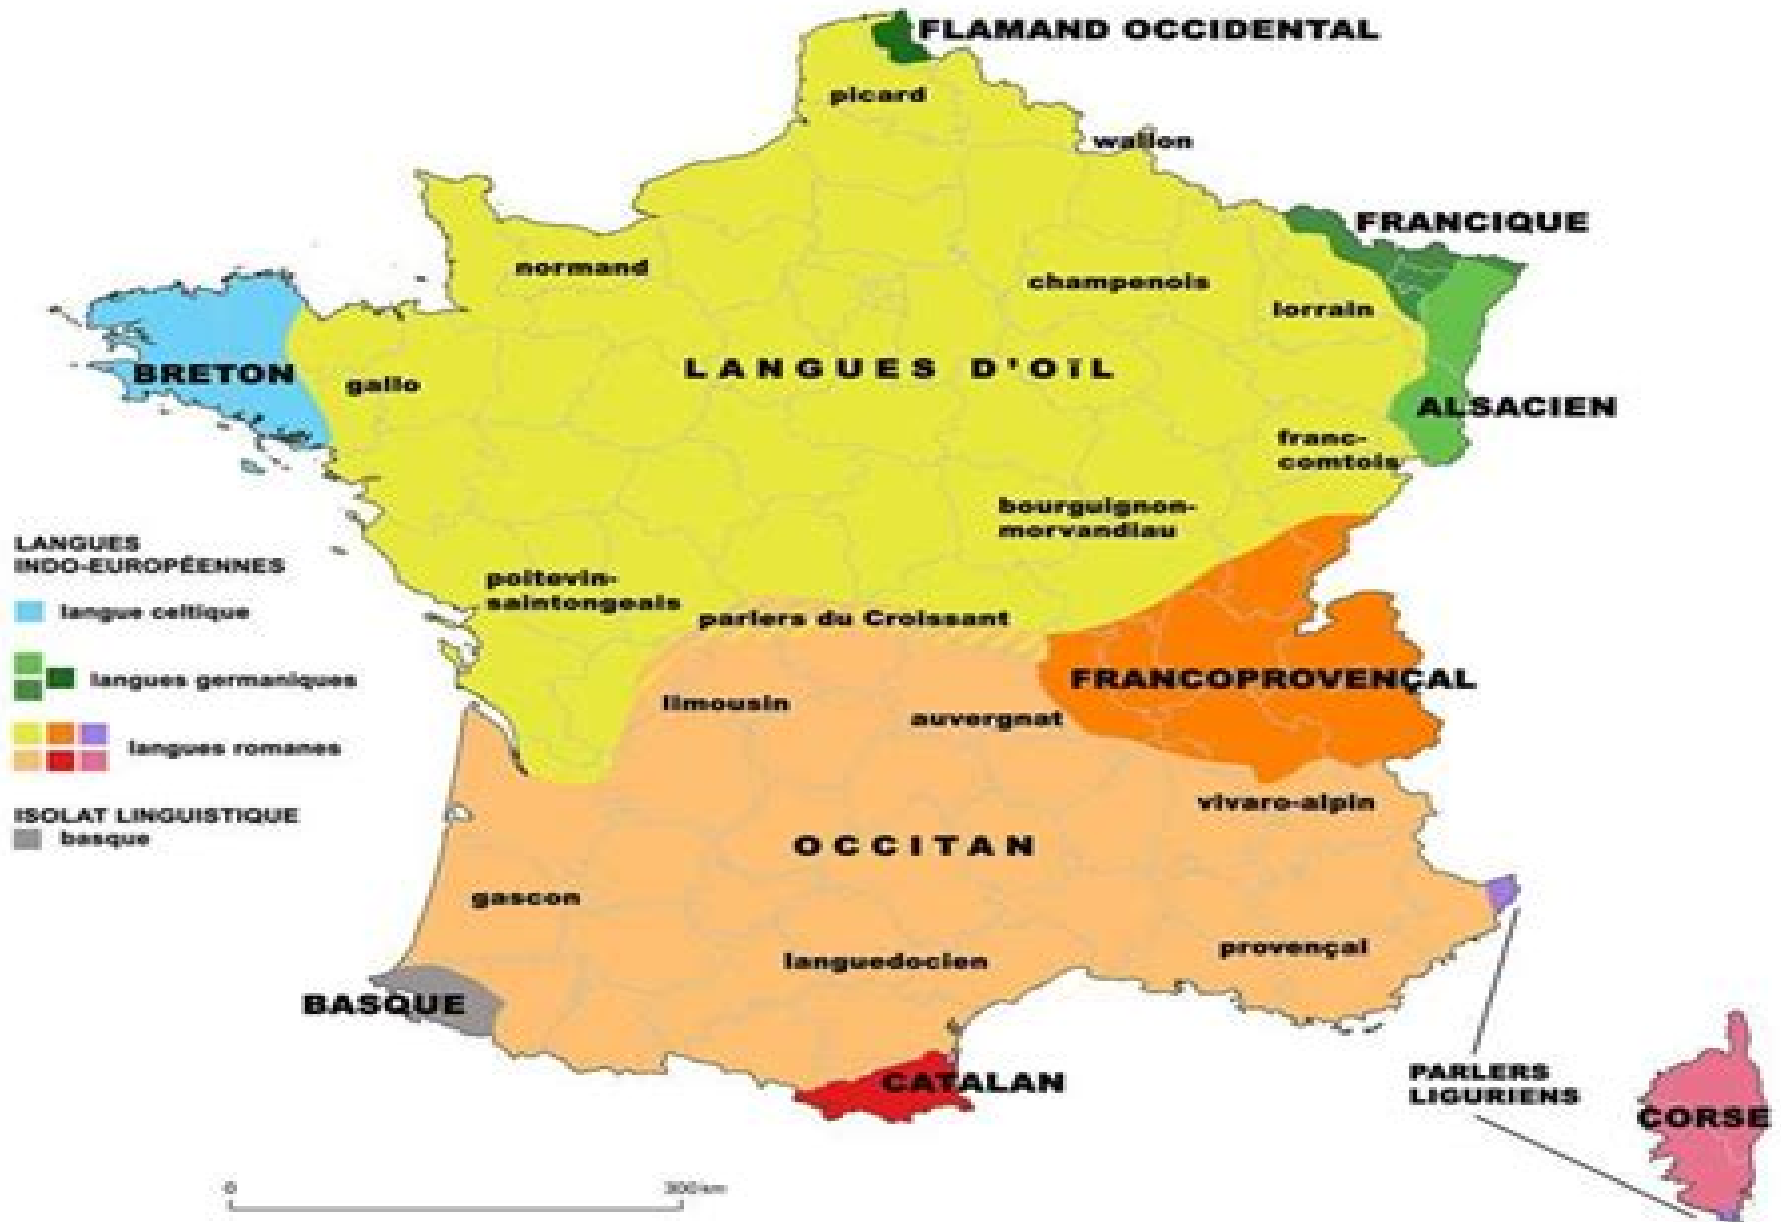 FLAMAND OCCIDENTAL
picard
wallon
FRANCIQUE
normand
champenois
lorrain
BRETON
gallo
LANGUES D'OïL
ALSACIEN
franc-
comtois
bourguignon-
morvandiau
LANGUES
INDO-EUROPÉENNES
langue celtique
langues germaniques
langues romanes
ISOLAT LINGUISTIQUE
basque
poitevin-
saintongeais
parlers du Croissant
FRANCOPROVENÇAL
limousin
auvergnat
vivaro-alpin
OCCITAN
gascon
languedocien
provençal
BASQUE
CATALAN
PARLERS
LIGURIENS
CORSE
0
300 km